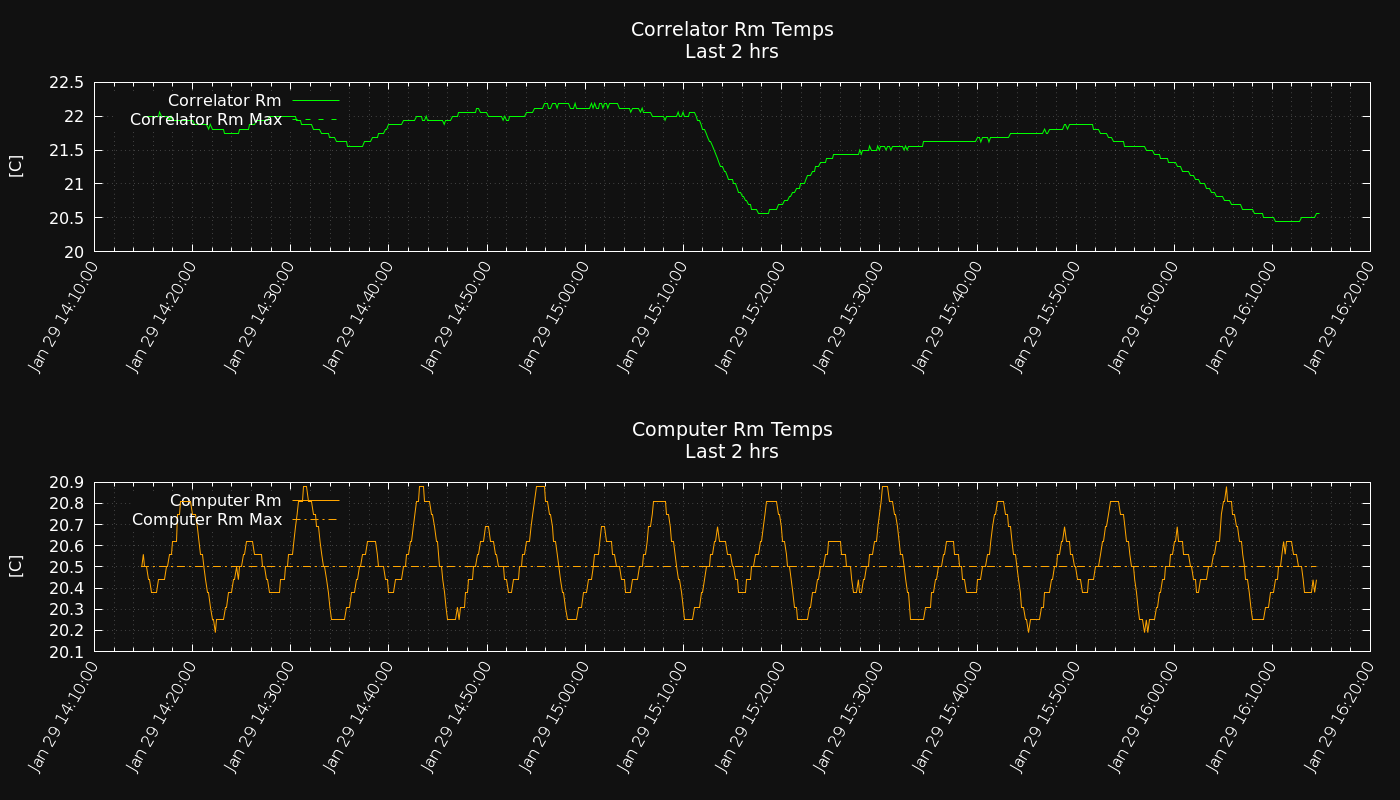 Correlator Rm Temps
Last 2 hrs
22.5
22
21.5
21
20.5
20
[C]
Correlator Rm
Correlator Rm Max
Jan 29 14:10:00
Jan 29 14:20:00
Jan 29 14:30:00
Jan 29 14:40:00
Jan 29 14:50:00
Jan 29 15:00:00
Jan 29 15:10:00
Jan 29 15:20:00
Jan 29 15:30:00
Jan 29 15:40:00
Jan 29 15:50:00
Jan 29 16:00:00
Jan 29 16:10:00
Jan 29 16:20:00
Computer Rm Temps
Last 2 hrs
20.9
20.8
20.7
20.6
20.5
20.4
20.3
20.2
20.1
[C]
Computer Rm
Computer Rm Max
Jan 29 14:10:00
Jan 29 14:20:00
Jan 29 14:30:00
Jan 29 14:40:00
Jan 29 14:50:00
Jan 29 15:00:00
Jan 29 15:10:00
Jan 29 15:20:00
Jan 29 15:30:00
Jan 29 15:40:00
Jan 29 15:50:00
Jan 29 16:00:00
Jan 29 16:10:00
Jan 29 16:20:00